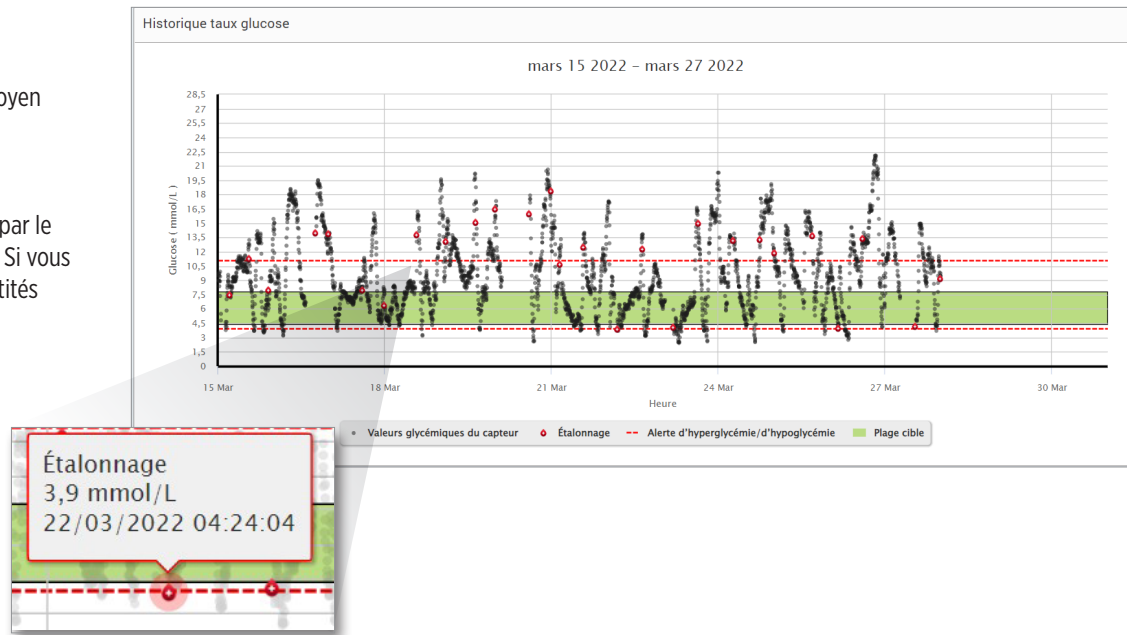 Historique taux glucose
mars 15 2022 – mars 27 2022
par le
Si vous
28,5
27
25,5
24
22,5
21
19,5
18
16,5
15
13,5
12
10,5
9
7,5
6
4,5
3
1,5
0
Glucose ( mmol/L )
15 Mar
18 Mar
21 Mar
24 Mar
27 Mar
30 Mar
Heure
Valeurs glycémiques du capteur
Étalonnage
Alerte d'hyperglycémie/d'hypoglycémie
Plage cible
Étalonnage
3,9 mmol/L
22/03/2022 04:24:04